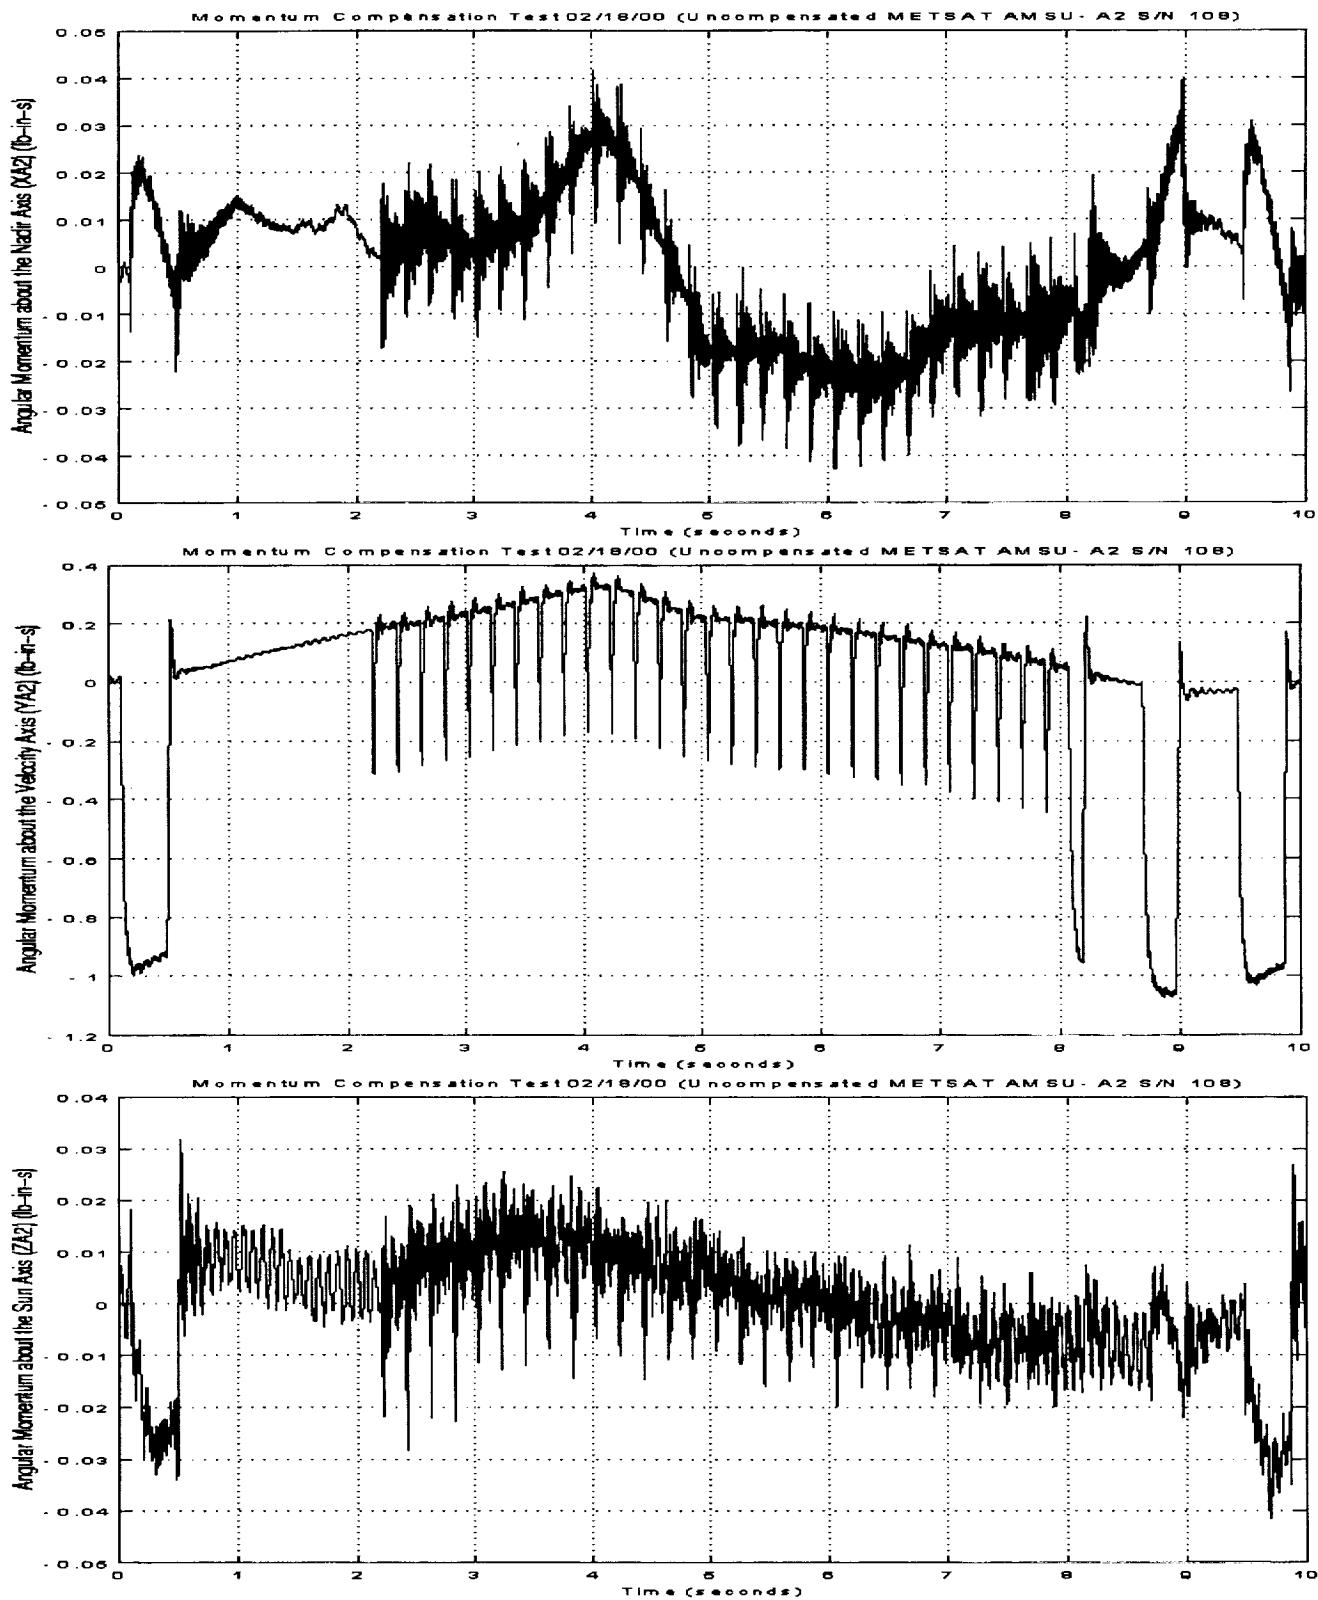 Momentum Compensation Test 02/18/00 (Uncompensated METSAT AMSU- A2 S/N 108)
Angular Momentum about the Nadir Axis (XA2) (lb-in-s)
0.05
0.04
0.03
0.02
0.01
0
- 0.01
- 0.02
- 0.03
- 0.04
- 0.05
0 1 2 3 4 5 6 7 8 9 10
Time (seconds)
Momentum Compensation Test 02/18/00 (Uncompensated METSAT AMSU- A2 S/N 108)
Angular Momentum about the Velocity Axis (YA2) (lb-in-s)
0.4
0.2
0
- 0.2
- 0.4
- 0.6
- 0.8
- 1
- 1.2
0 1 2 3 4 5 6 7 8 9 10
Time (seconds)
Momentum Compensation Test 02/18/00 (Uncompensated METSAT AMSU- A2 S/N 108)
Angular Momentum about the Sun Axis (ZA2) (lb-in-s)
0.04
0.03
0.02
0.01
0
- 0.01
- 0.02
- 0.03
- 0.04
- 0.05
0 1 2 3 4 5 6 7 8 9 10
Time (seconds)